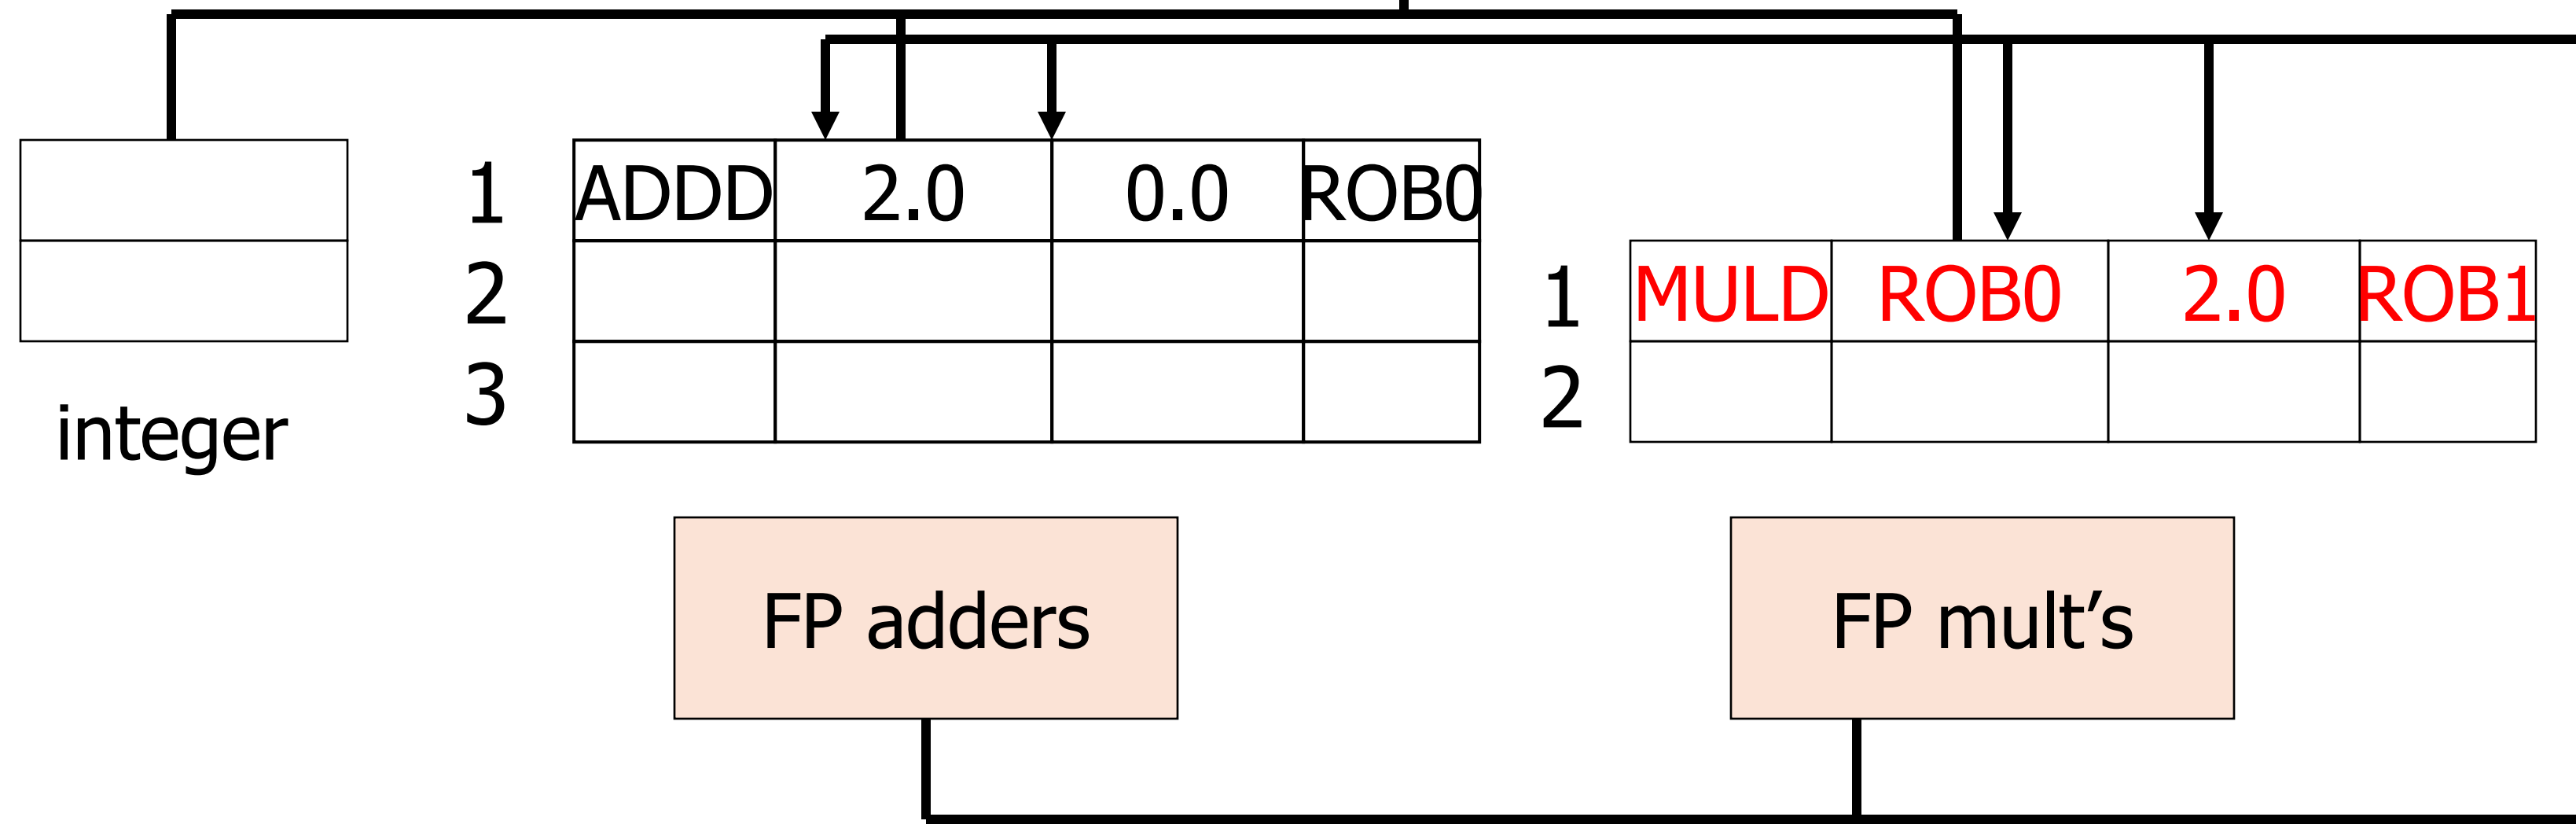 1 ADDD 2.0 0.0 ROB0
2
3
integer
1 MULD ROB0 2.0 ROB1
2
FP adders
FP mult’s